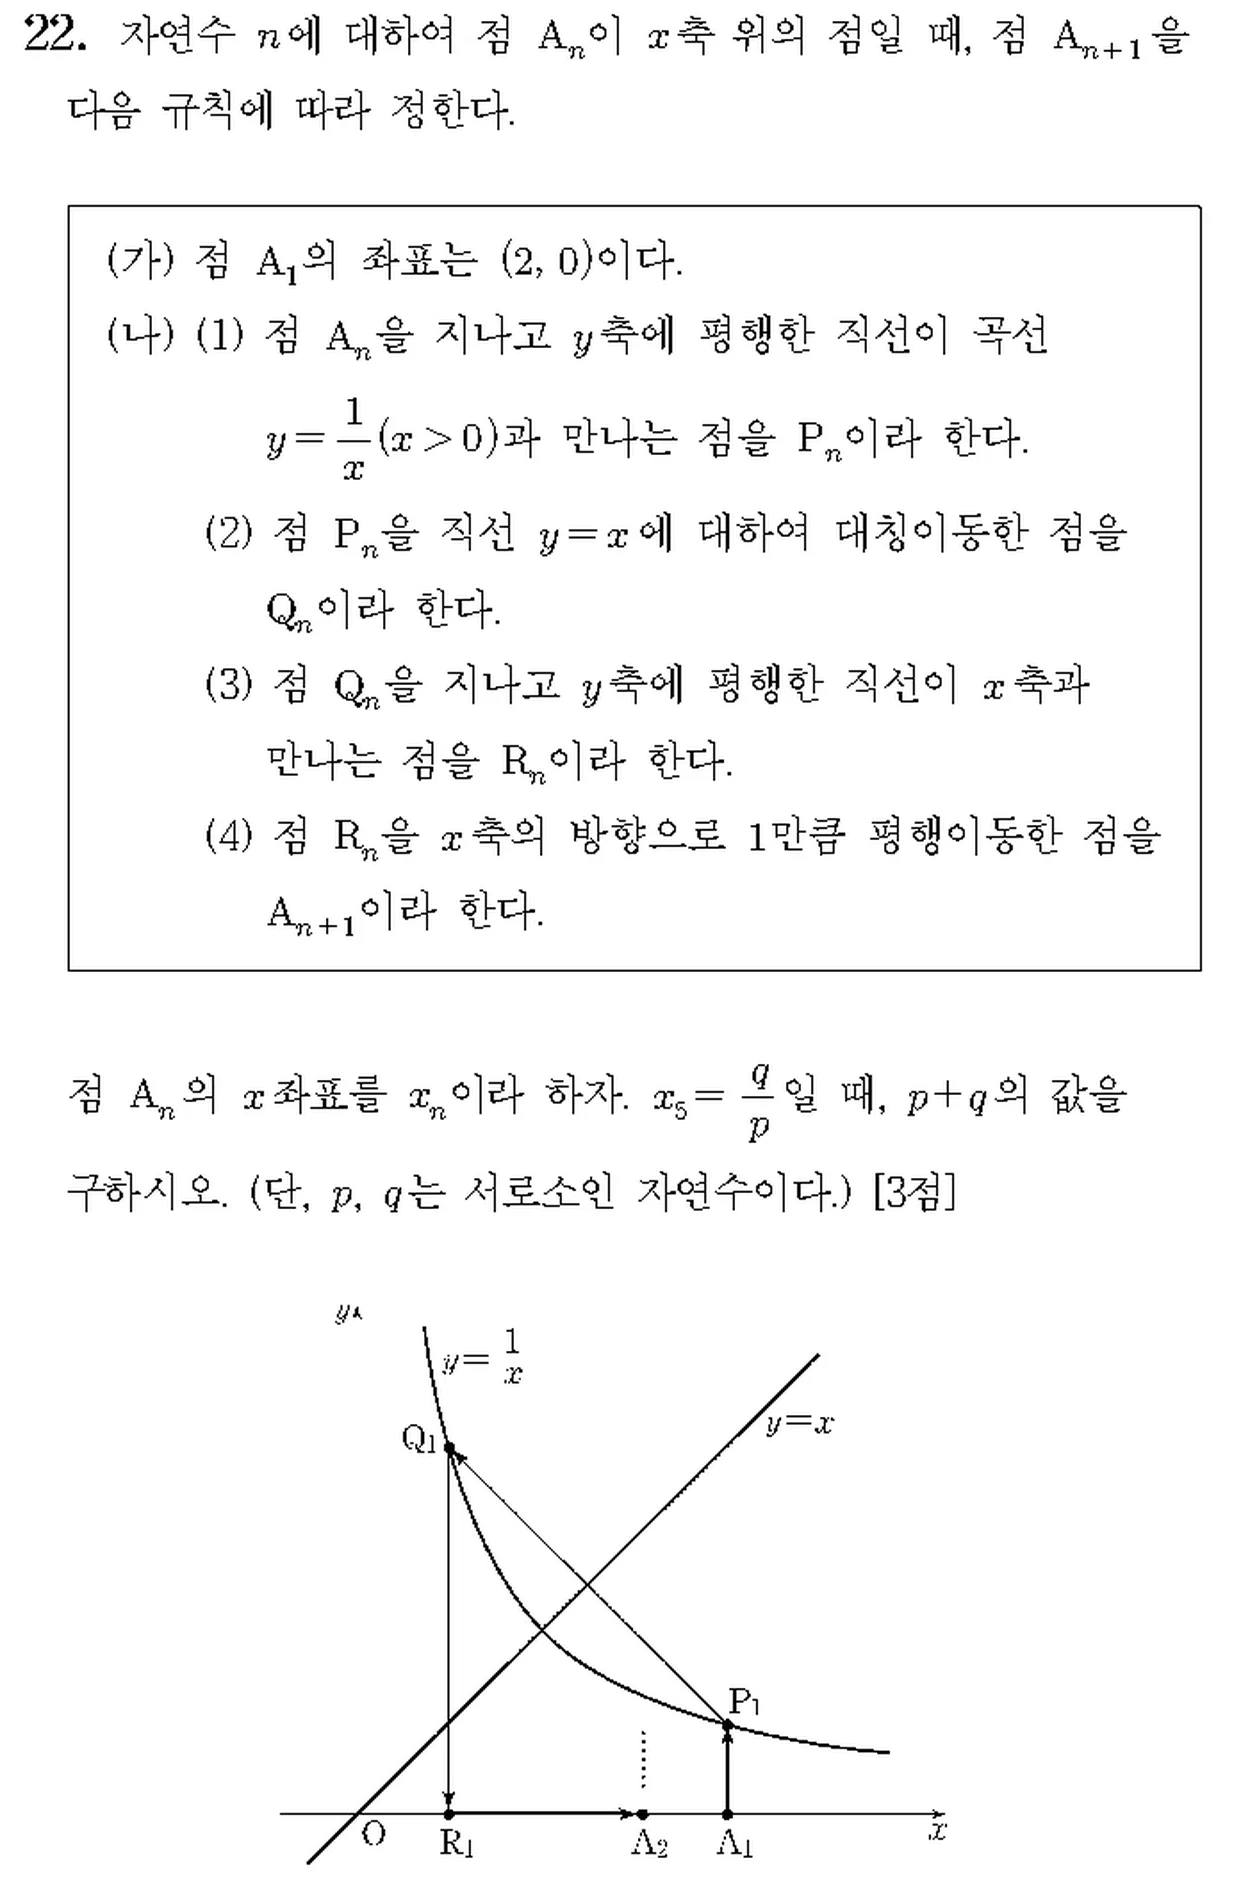 22. 자연수 n에 대하여 점 Aₙ이 x축 위의 점일 때, 점 Aₙ₊₁을
다음 규칙에 따라 정한다.
(가) 점 A₁의 좌표는 (2, 0)이다.
(나) (1) 점 Aₙ을 지나고 y축에 평행한 직선이 곡선
y=1/x(x>0)과 만나는 점을 Pₙ이라 한다.
(2) 점 Pₙ을 직선 y=x에 대하여 대칭이동한 점을
Qₙ이라 한다.
(3) 점 Qₙ을 지나고 y축에 평행한 직선이 x축과
만나는 점을 Rₙ이라 한다.
(4) 점 Rₙ을 x축의 방향으로 1만큼 평행이동한 점을
Aₙ₊₁이라 한다.
점 Aₙ의 x좌표를 xₙ이라 하자. x₅=q/p일 때, p+q의 값을
구하시오. (단, p, q는 서로소인 자연수이다.) [3점]
y
y=1/x
y=x
Q₁
P₁
O
R₁
A₂
A₁
x